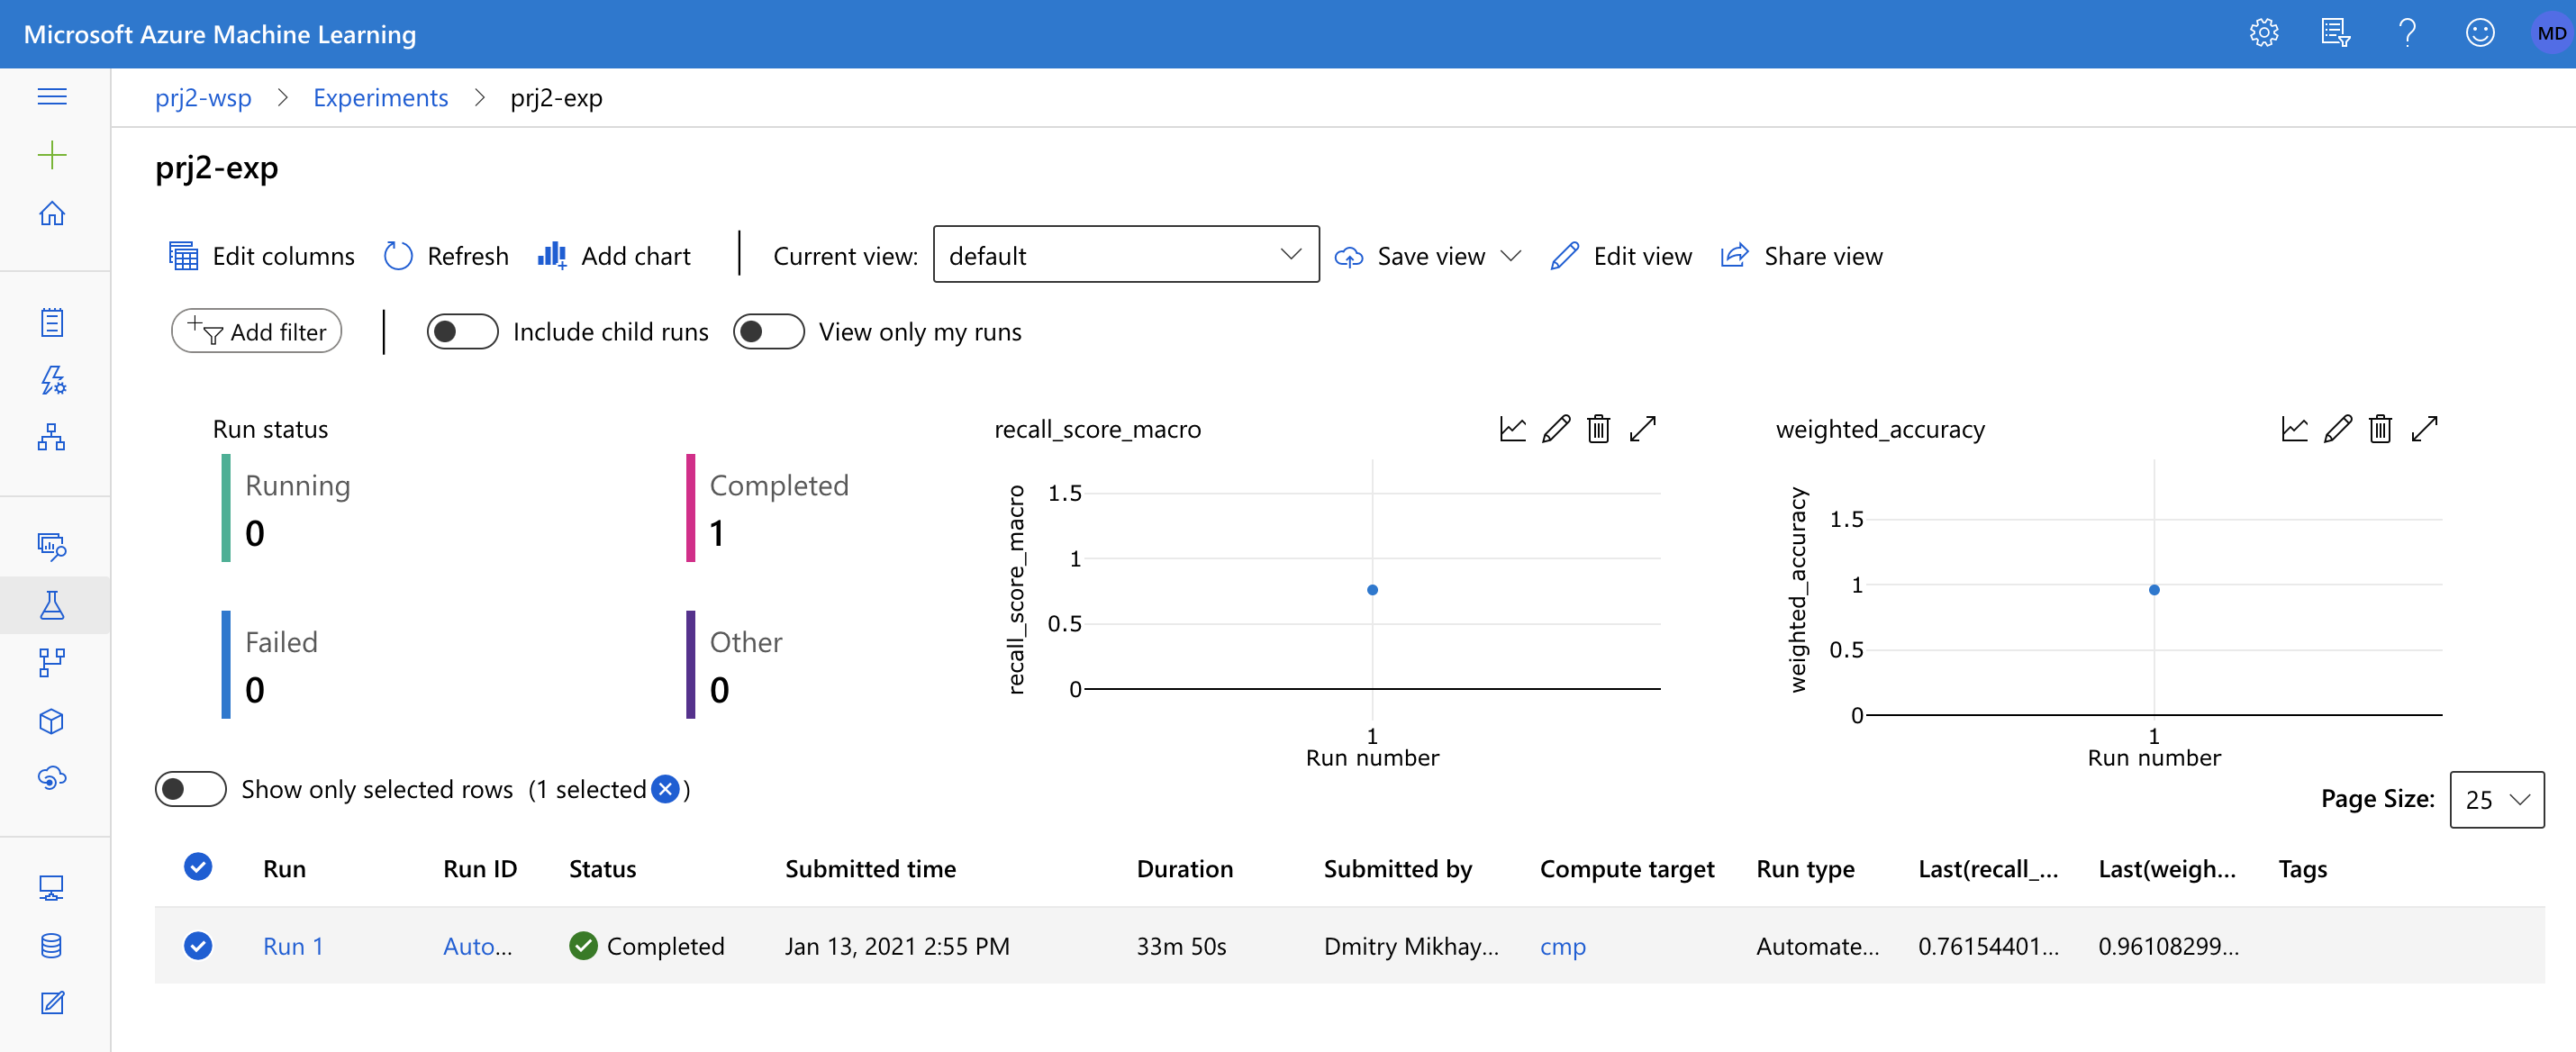 Microsoft Azure Machine Learning
MD
prj2-wsp > Experiments > prj2-exp
prj2-exp
Edit columns Refresh Add chart Current view: default Save view Edit view Share view
Add filter Include child runs View only my runs
Run status
Running
0
Completed
1
Failed
0
Other
0
recall_score_macro
recall_score_macro
1.5
1
0.5
0
1
Run number
weighted_accuracy
weighted_accuracy
1.5
1
0.5
0
1
Run number
Show only selected rows (1 selected )
Page Size: 25
Run Run ID Status Submitted time Duration Submitted by Compute target Run type Last(recall_... Last(weigh... Tags
Run 1 Auto... Completed Jan 13, 2021 2:55 PM 33m 50s Dmitry Mikhay... cmp Automate... 0.76154401... 0.96108299...